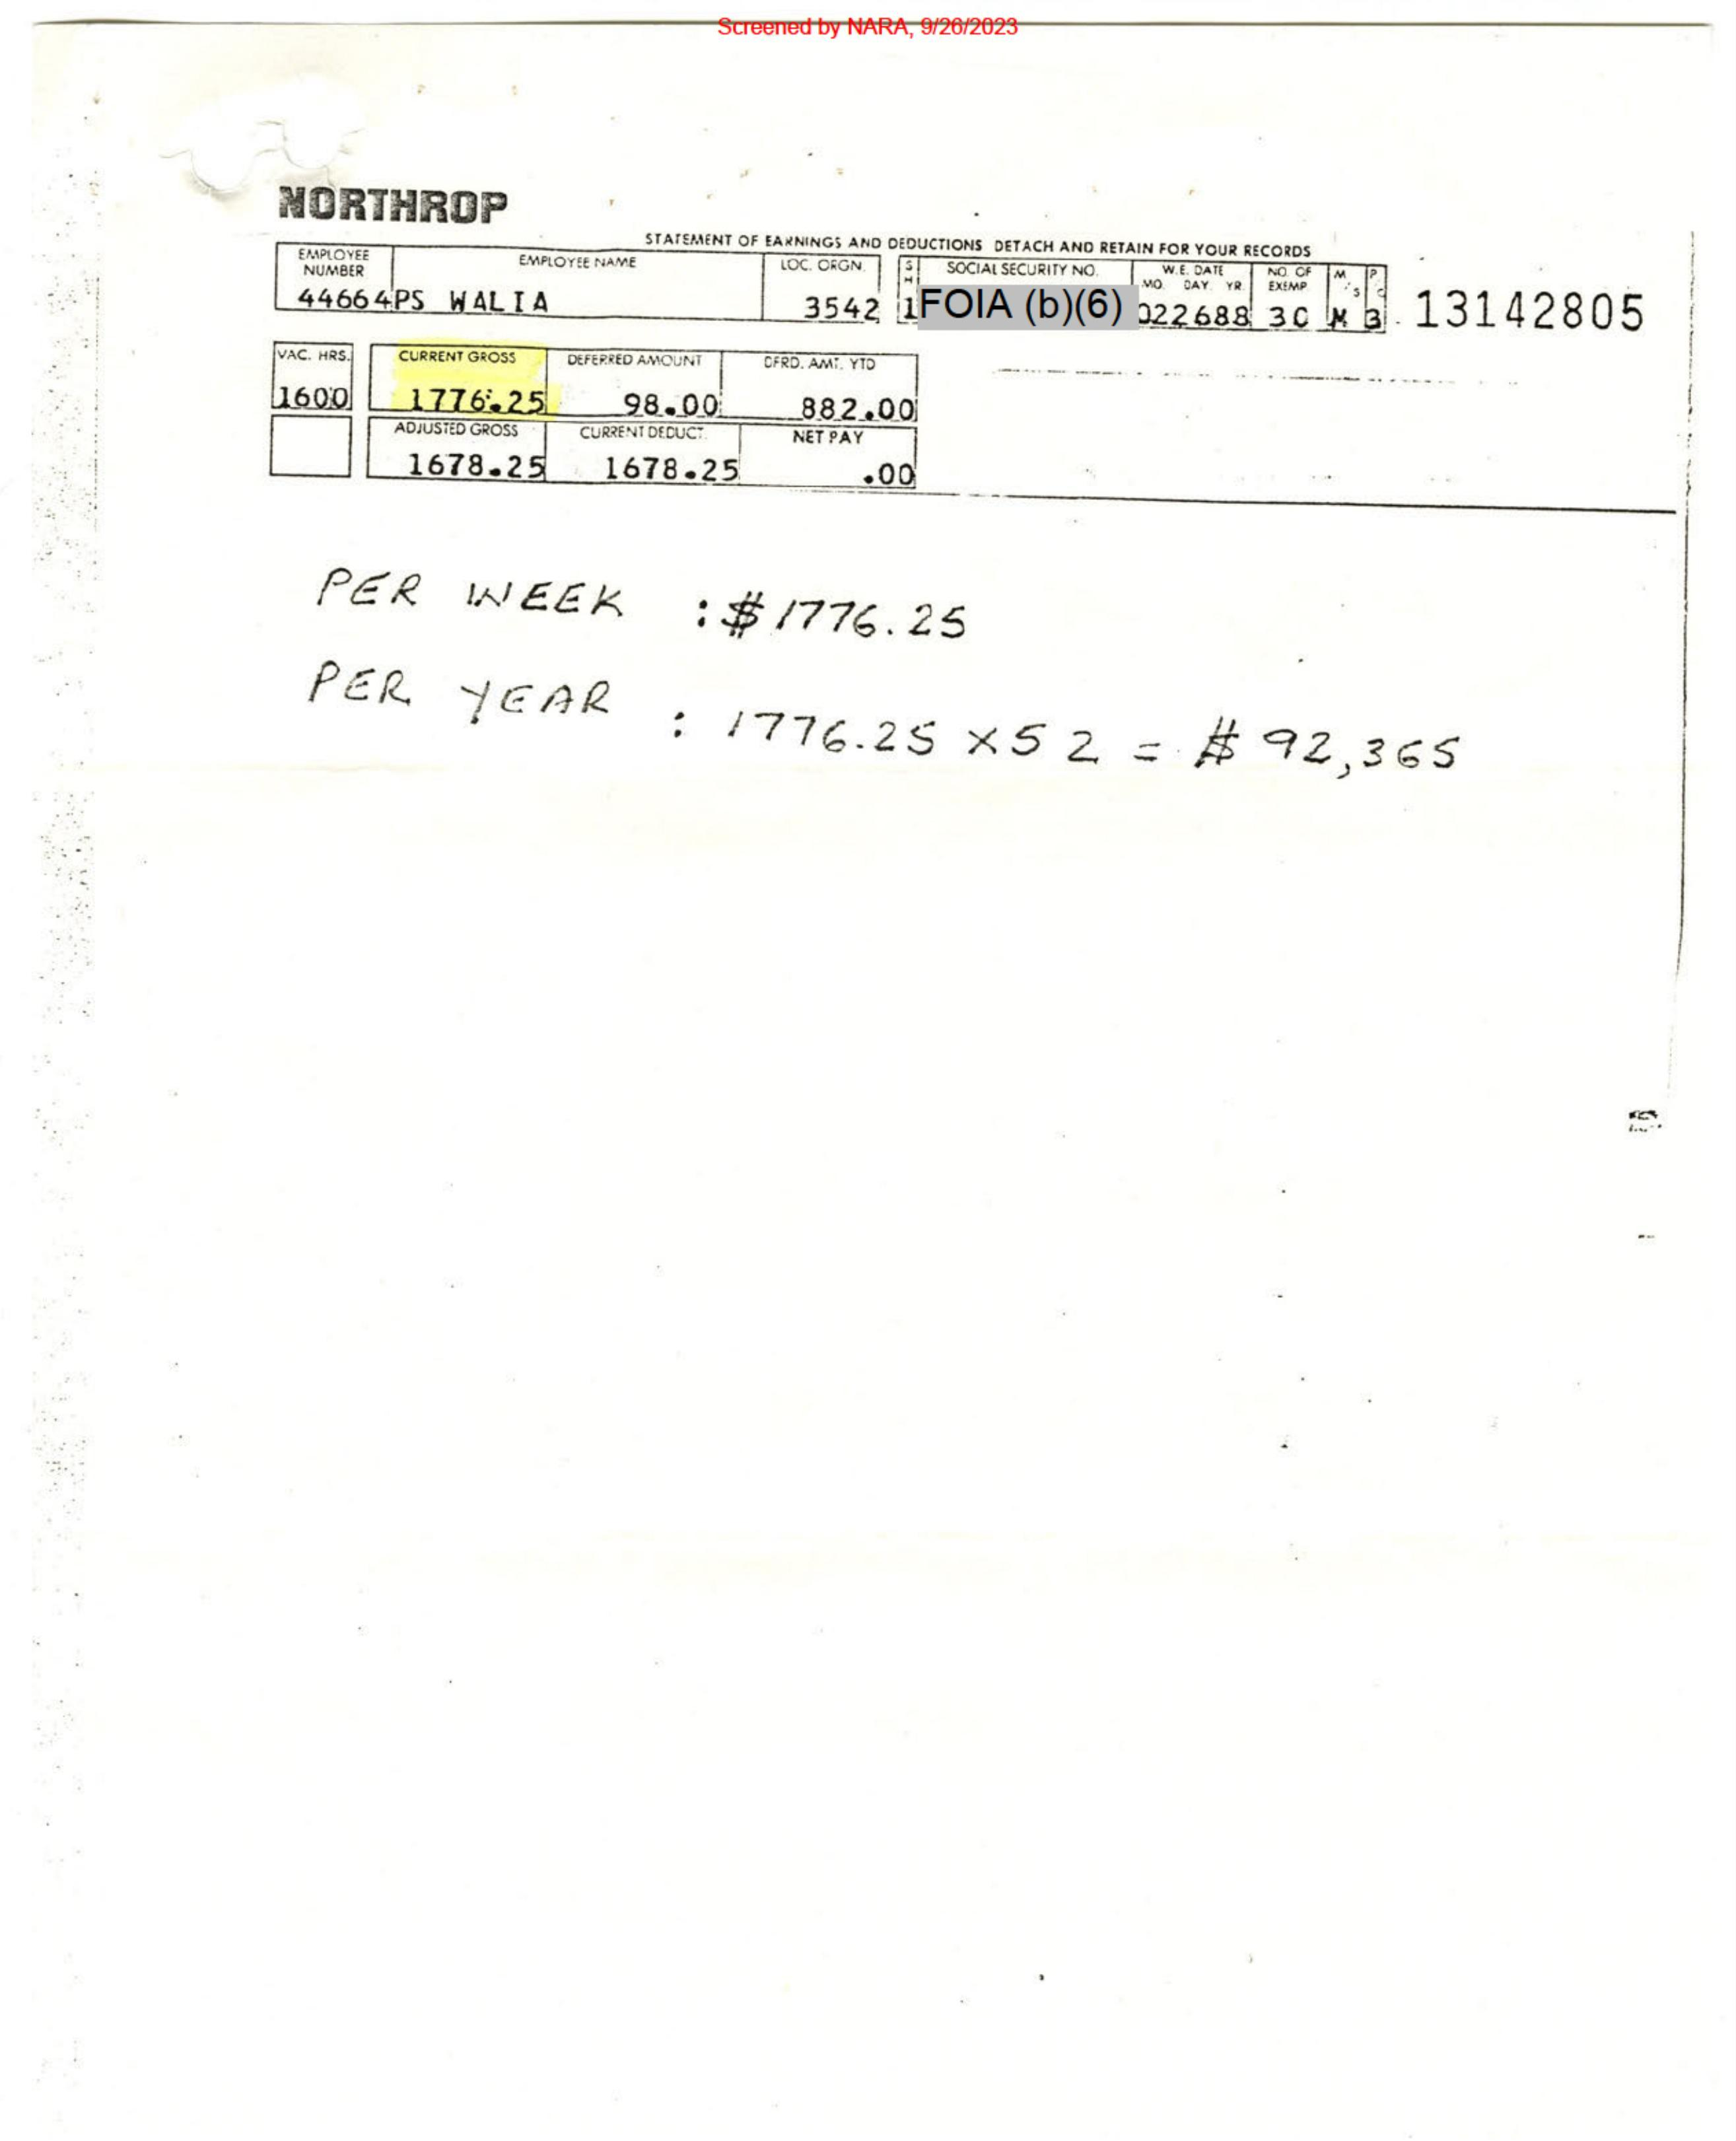 Screened by NARA, 9/26/2023
NORTHROP
STATEMENT OF EARNINGS AND DEDUCTIONS DETACH AND RETAIN FOR YOUR RECORDS
EMPLOYEE NUMBER EMPLOYEE NAME LOC. ORGN. S H SOCIAL SECURITY NO. W.E. DATE MO. DAY. YR. NO. OF EXEMP M S P C
44664 PS WALIA 3542 1 FOIA (b)(6) 022688 30 M 3 13142805
VAC. HRS. CURRENT GROSS DEFERRED AMOUNT DFRD. AMT. YTD
1600 1776.25 98.00 882.00
ADJUSTED GROSS CURRENT DEDUCT. NET PAY
1678.25 1678.25 .00
PER WEEK : $1776.25
PER YEAR : 1776.25 X 52 = $92,365